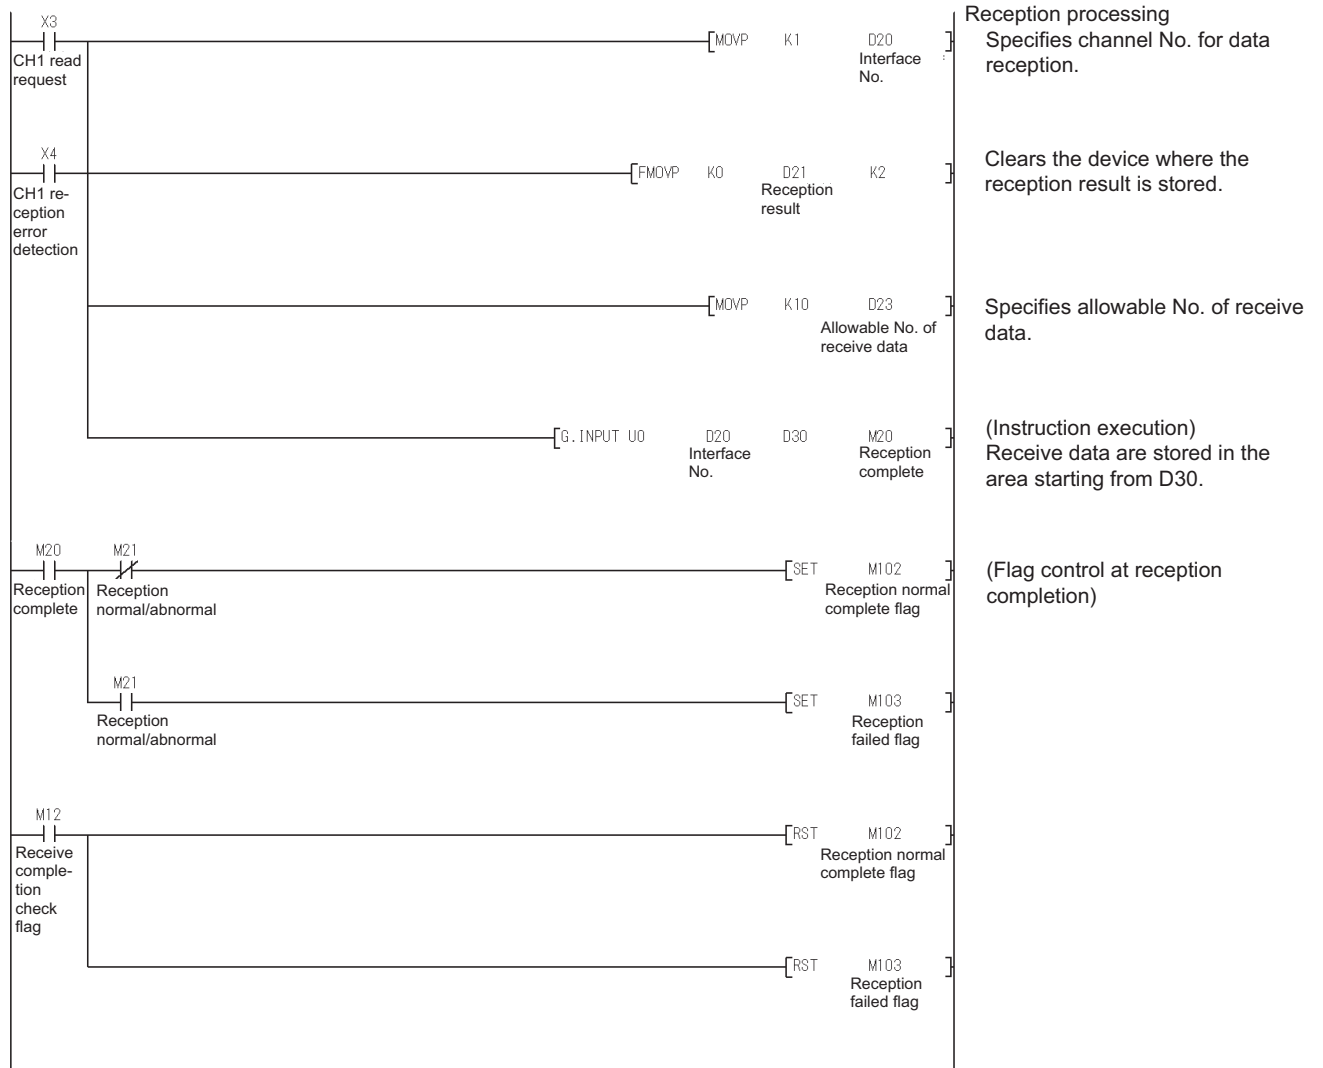 Reception processing
X3
[MOVP K1 D20 ]
Specifies channel No. for data
reception.
CH1 read
request
Interface
No.
X4
[FMOVP K0 D21 K2 ]
Clears the device where the
reception result is stored.
CH1 re-
ception
error
detection
Reception
result
[MOVP K10 D23 ]
Specifies allowable No. of receive
data.
Allowable No. of
receive data
[G.INPUT U0 D20 D30 M20 ]
(Instruction execution)
Receive data are stored in the
area starting from D30.
Interface
No.
Reception
complete
M20 M21
[SET M102 ]
(Flag control at reception
completion)
Reception
complete
Reception
normal/abnormal
Reception normal
complete flag
M21
[SET M103 ]
Reception
normal/abnormal
Reception
failed flag
M12
[RST M102 ]
Receive
comple-
tion
check
flag
Reception normal
complete flag
[RST M103 ]
Reception
failed flag